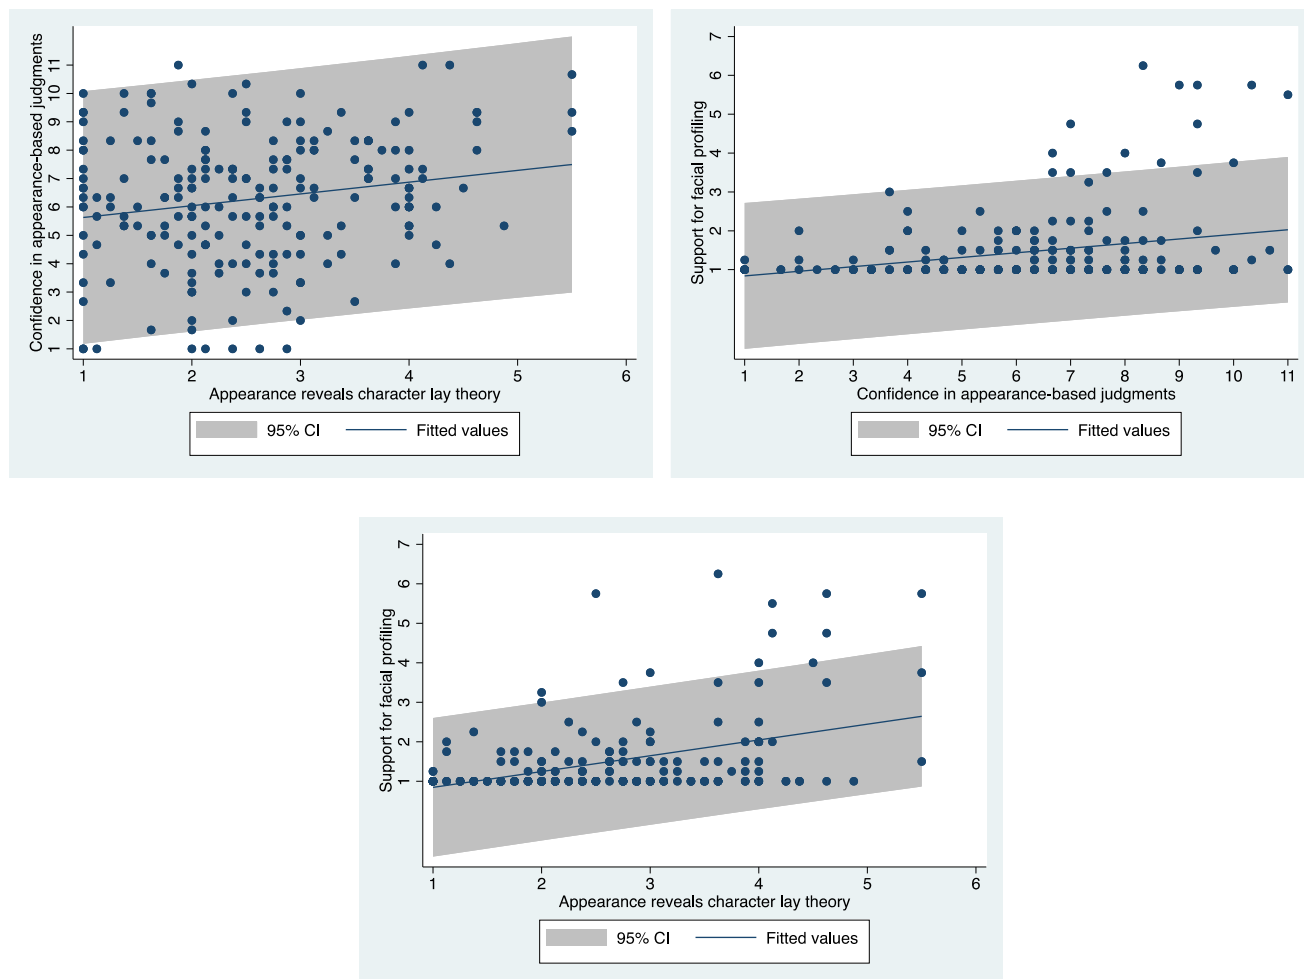 Confidence in appearance-based judgments
11
10
9
8
7
6
5
4
3
2
1
1 2 3 4 5 6
Appearance reveals character lay theory
95% CI Fitted values
Support for facial profiling
7
6
5
4
3
2
1
1 2 3 4 5 6 7 8 9 10 11
Confidence in appearance-based judgments
95% CI Fitted values
Support for facial profiling
7
6
5
4
3
2
1
1 2 3 4 5 6
Appearance reveals character lay theory
95% CI Fitted values